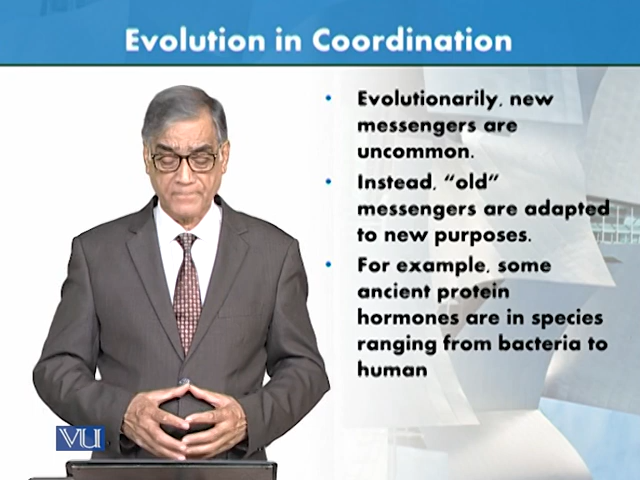 Evolution in Coordination
• Evolutionarily, new
messengers are
uncommon.
• Instead, “old”
messengers are adapted
to new purposes.
• For example, some
ancient protein
hormones are in species
ranging from bacteria to
human
VU